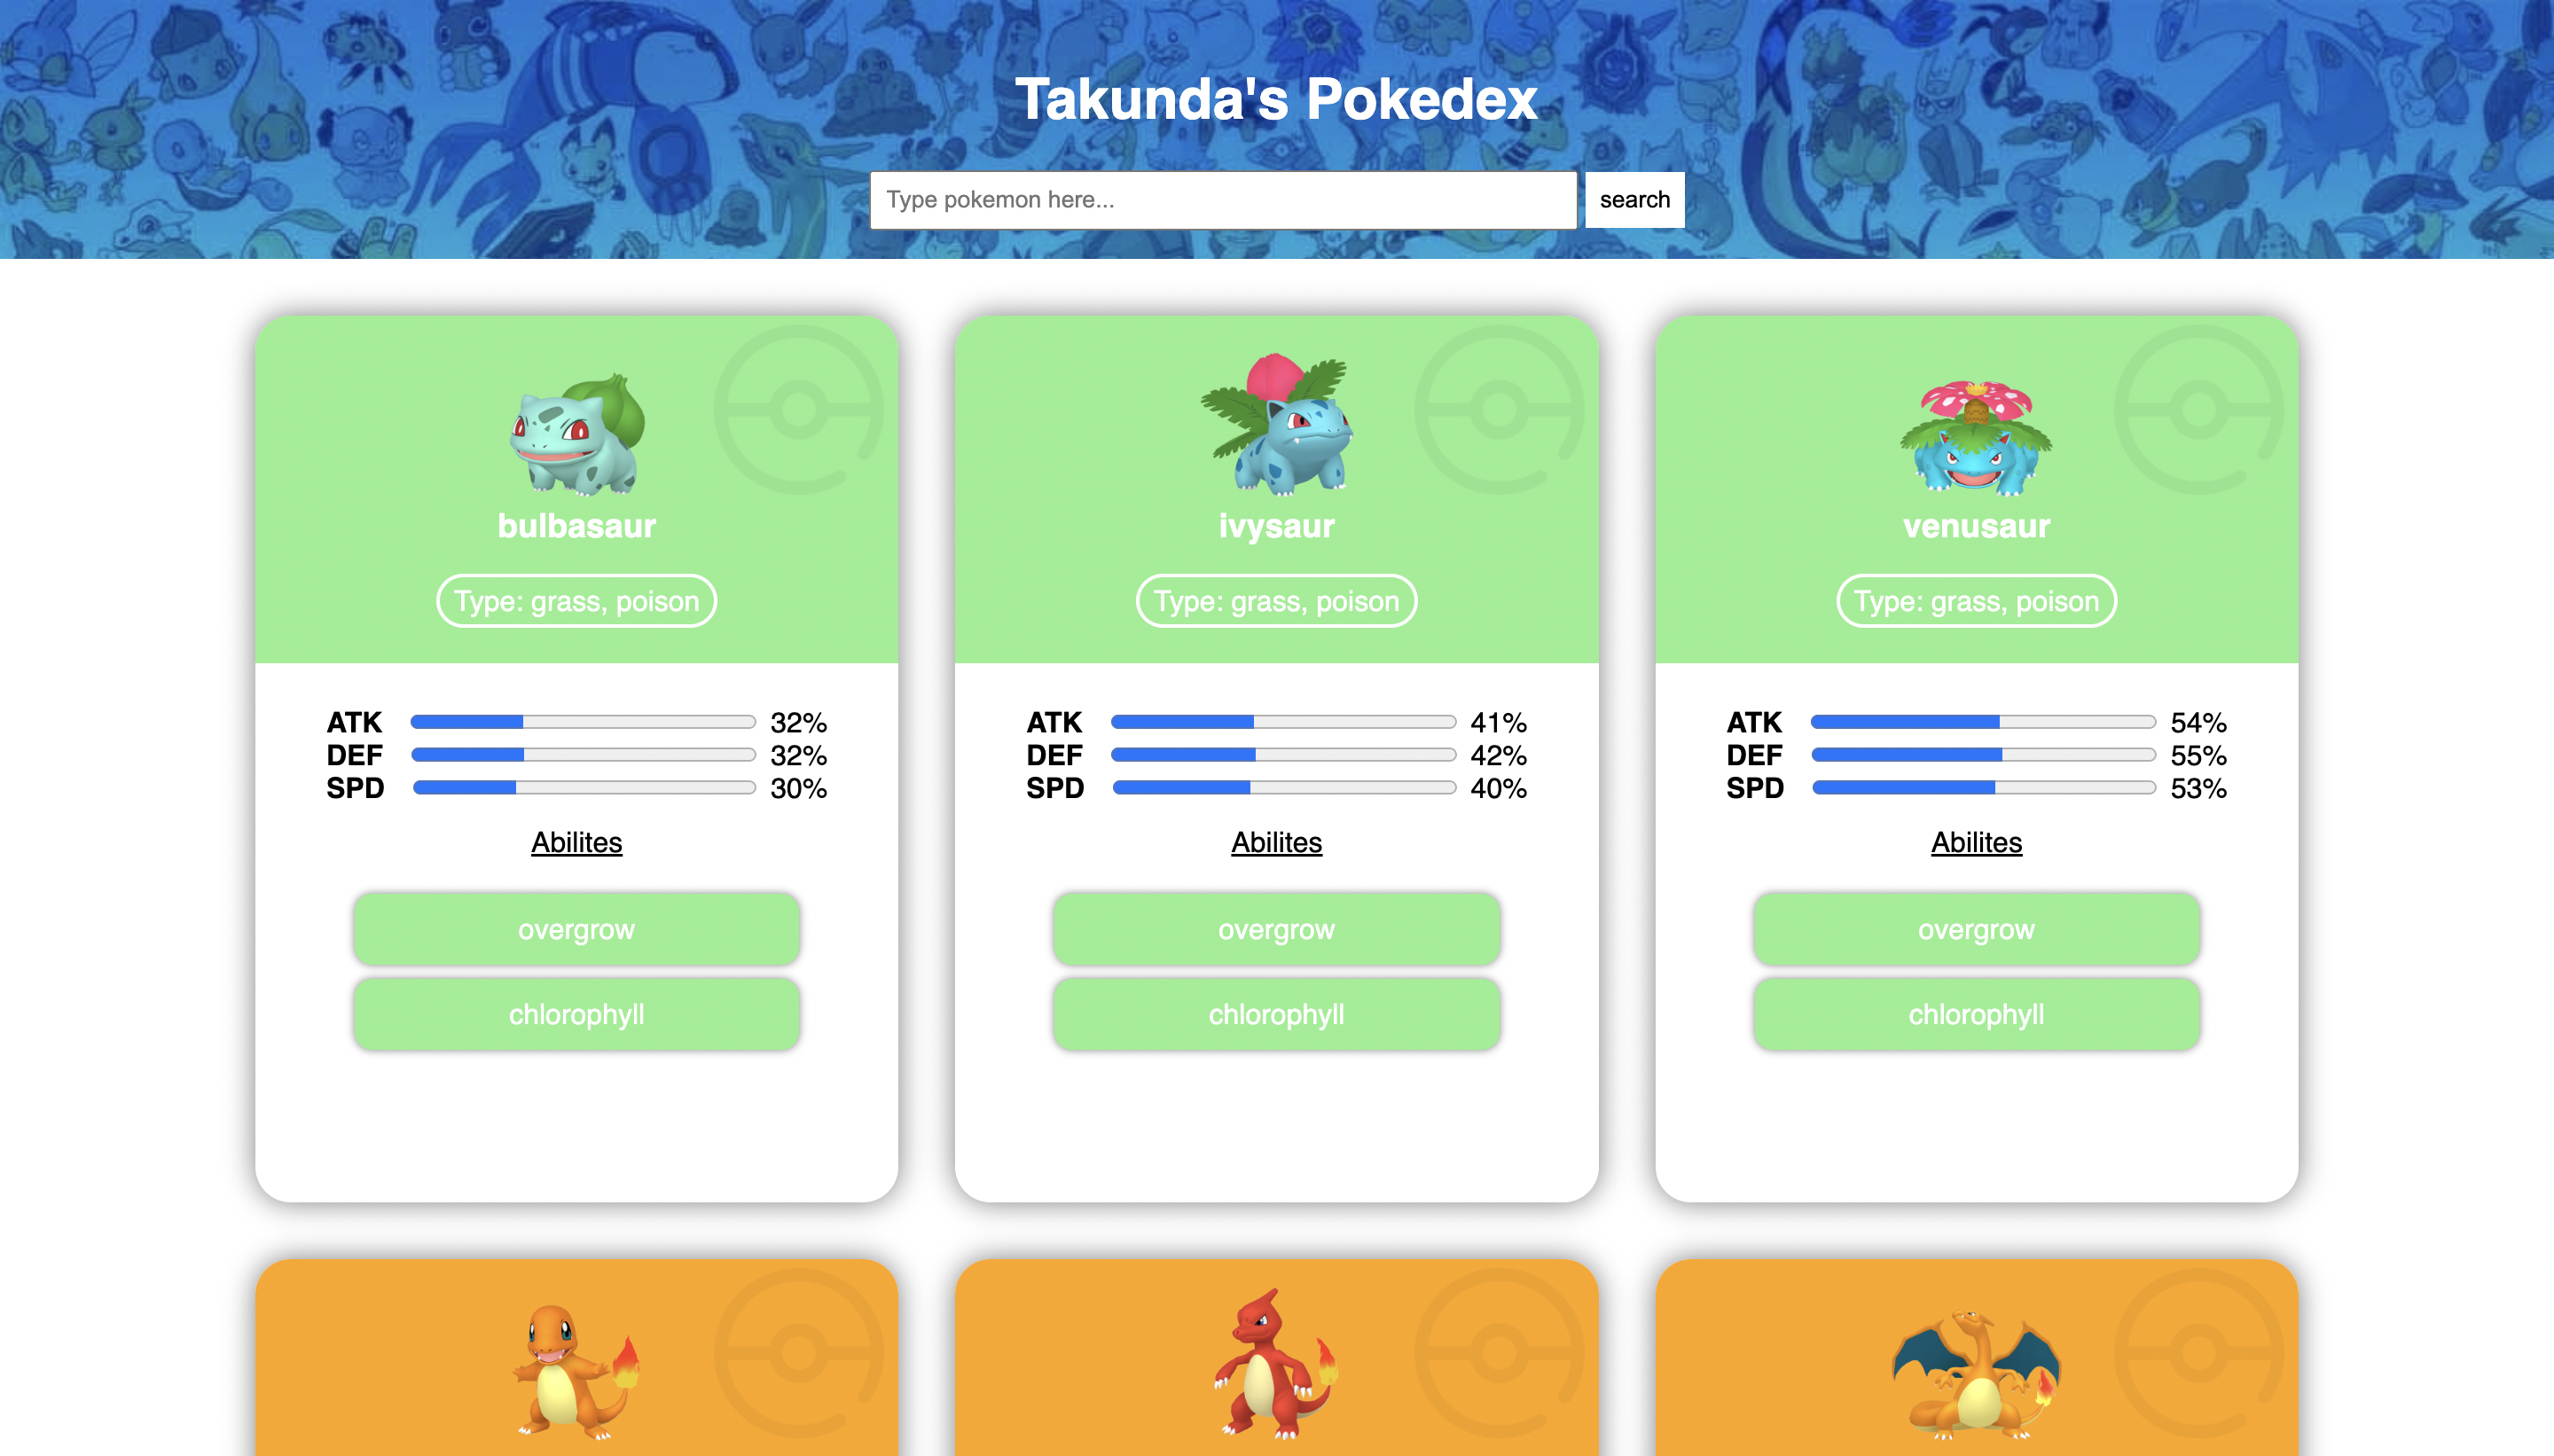 Takunda's Pokedex
Type pokemon here...
search
bulbasaur
Type: grass, poison
ATK 32%
DEF 32%
SPD 30%
Abilites
overgrow
chlorophyll
ivysaur
Type: grass, poison
ATK 41%
DEF 42%
SPD 40%
Abilites
overgrow
chlorophyll
venusaur
Type: grass, poison
ATK 54%
DEF 55%
SPD 53%
Abilites
overgrow
chlorophyll